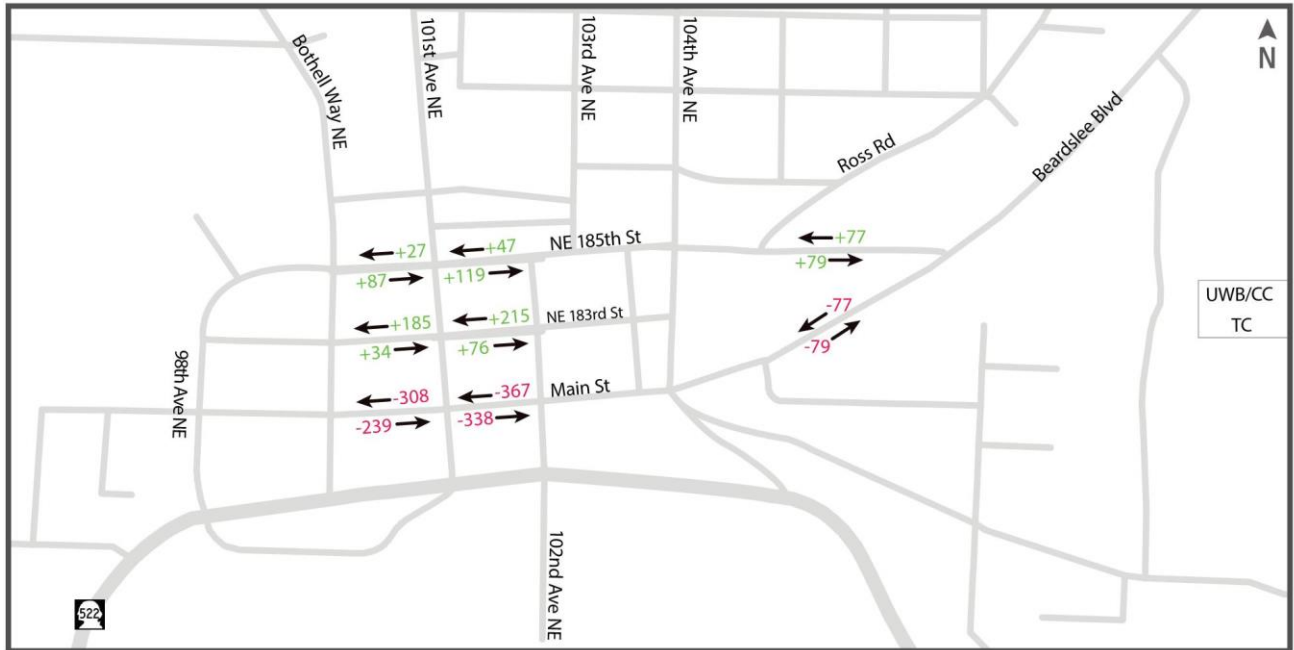 Bothell Way NE
101st Ave NE
103rd Ave NE
104th Ave NE
N
Ross Rd
Beardslee Blvd
+27
+47
NE 185th St
+77
+87
+119
+79
UWB/CC
TC
+185
+215
NE 183rd St
-77
+34
+76
-79
98th Ave NE
-308
-367
Main St
-239
-338
102nd Ave NE
522